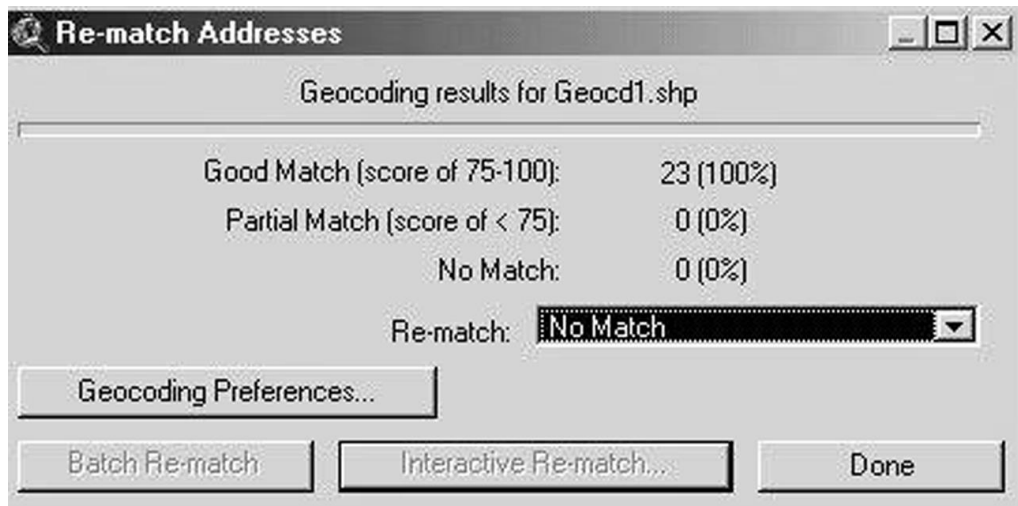 Re-match Addresses
Geocoding results for Geocd1.shp
Good Match (score of 75-100): 23 (100%)
Partial Match (score of < 75): 0 (0%)
No Match: 0 (0%)
Re-match: No Match
Geocoding Preferences...
Batch Re-match Interactive Re-match... Done